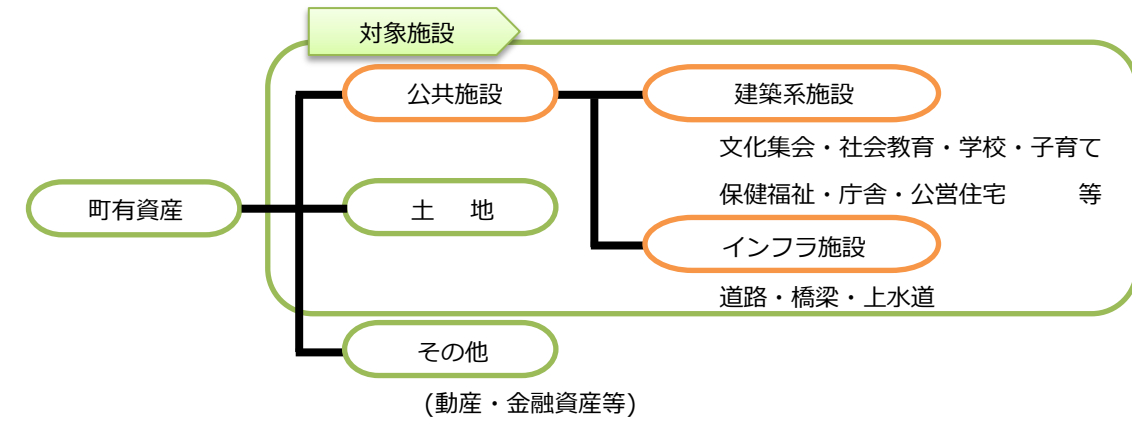 対象施設
公共施設
建築系施設
文化集会・社会教育・学校・子育て
保健福祉・庁舎・公営住宅　　　等
町有資産
土　地
インフラ施設
道路・橋梁・上水道
その他
(動産・金融資産等)